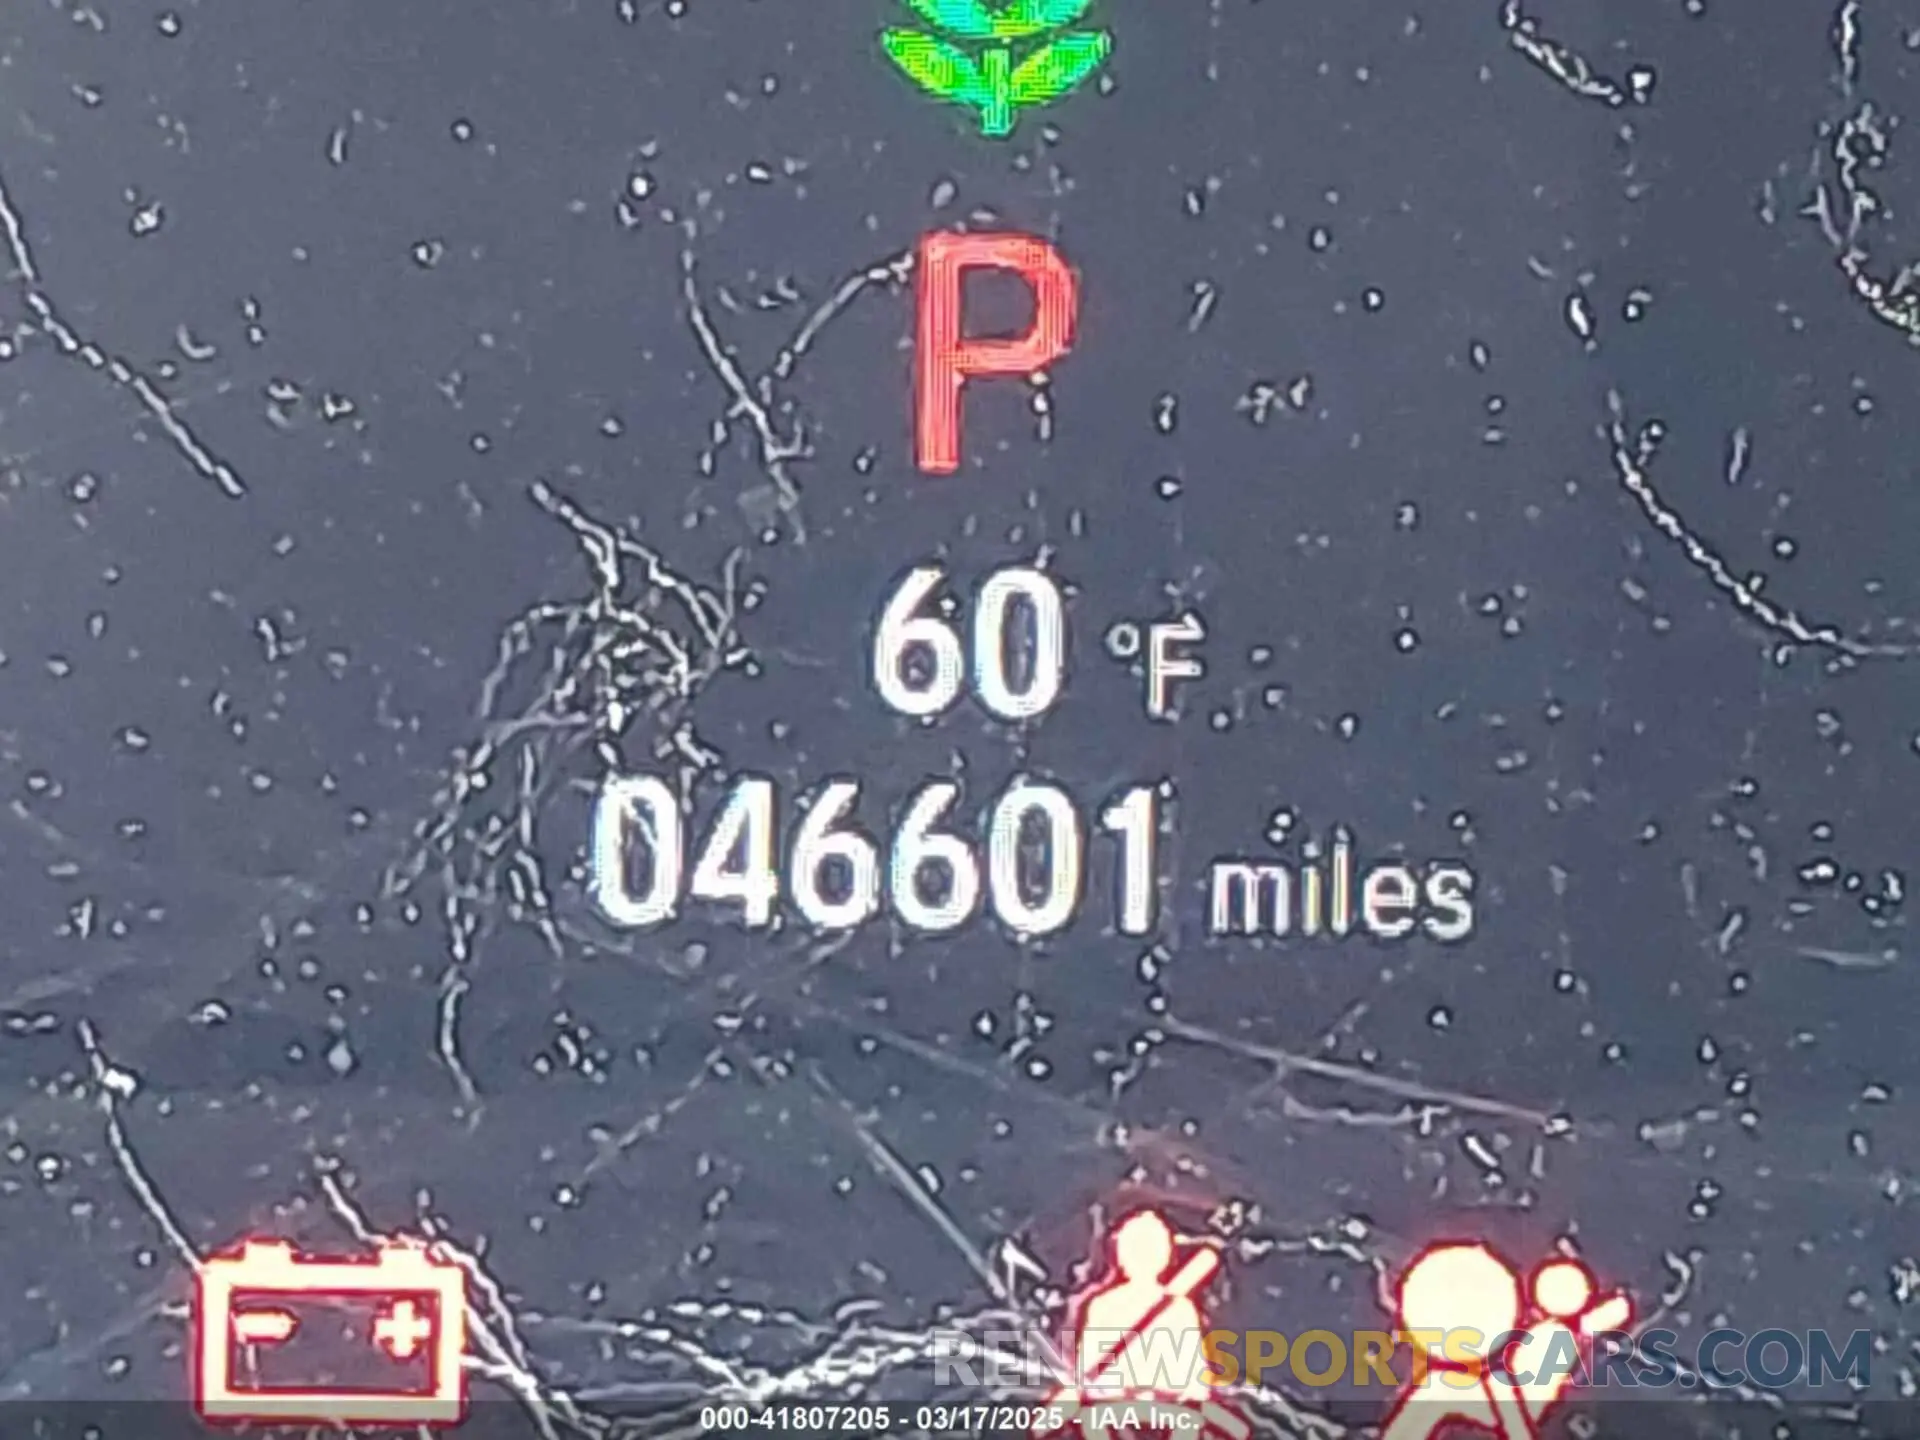 P
60 °F
046601 miles
RENEWSPORTSCARS.COM
000-41807205 - 03/17/2025 - IAA Inc.